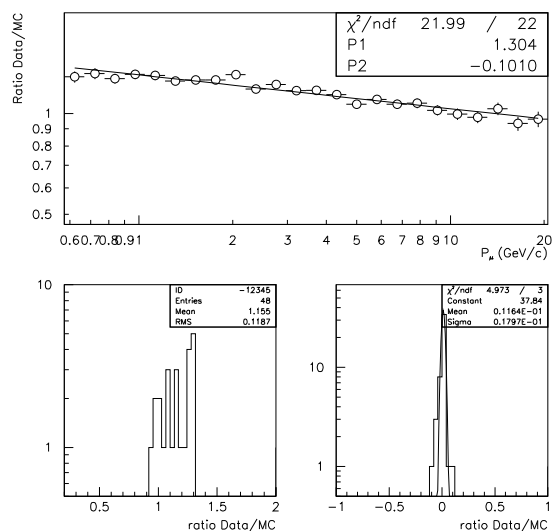 χ²/ndf 21.99 / 22
P1 1.304
P2 −0.1010
Ratio Data/MC
1
0.9
0.8
0.7
0.6
0.5
0.6 0.7 0.8 0.9 1 2 3 4 5 6 7 8 9 10 20
Pμ (GeV/c)
10
1
ID −12345
Entries 48
Mean 1.155
RMS 0.1187
0.5 1 1.5 2
ratio Data/MC
χ²/ndf 4.973 / 3
Constant 37.84
Mean 0.1164E−01
Sigma 0.1797E−01
10
1
−1 −0.5 0 0.5 1
ratio Data/MC